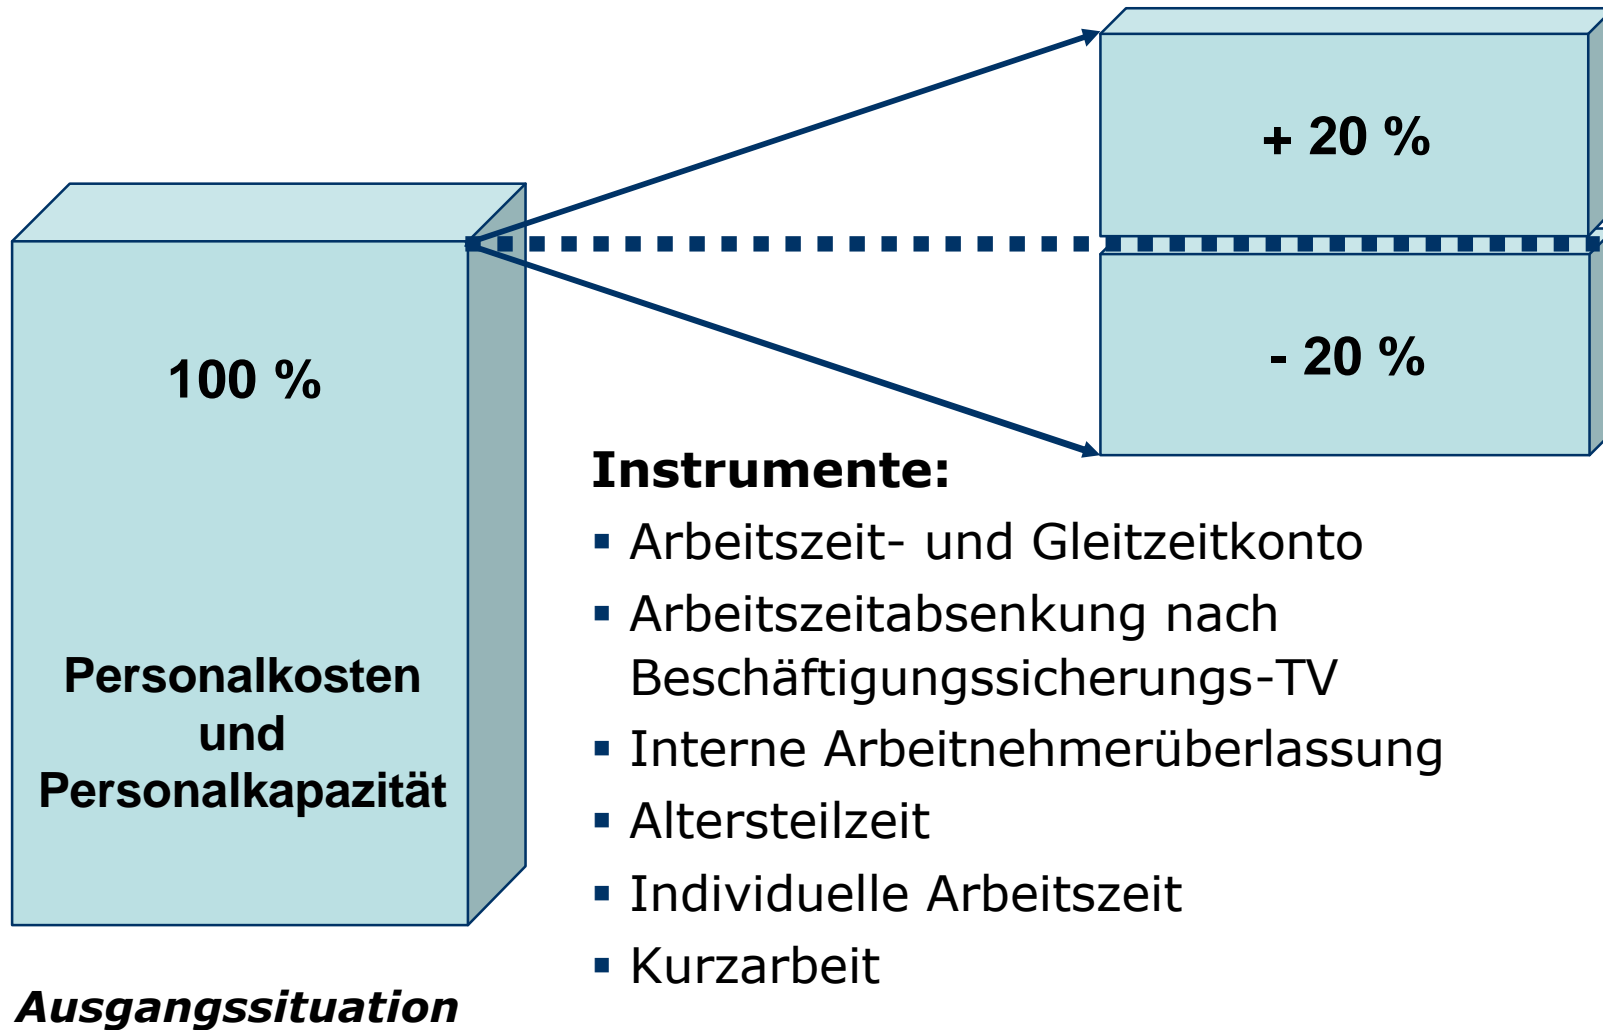 + 20 %
100 %
- 20 %
Personalkosten
und
Personalkapazität
Ausgangssituation
Instrumente:
▪ Arbeitszeit- und Gleitzeitkonto
▪ Arbeitszeitabsenkung nach
Beschäftigungssicherungs-TV
▪ Interne Arbeitnehmerüberlassung
▪ Altersteilzeit
▪ Individuelle Arbeitszeit
▪ Kurzarbeit